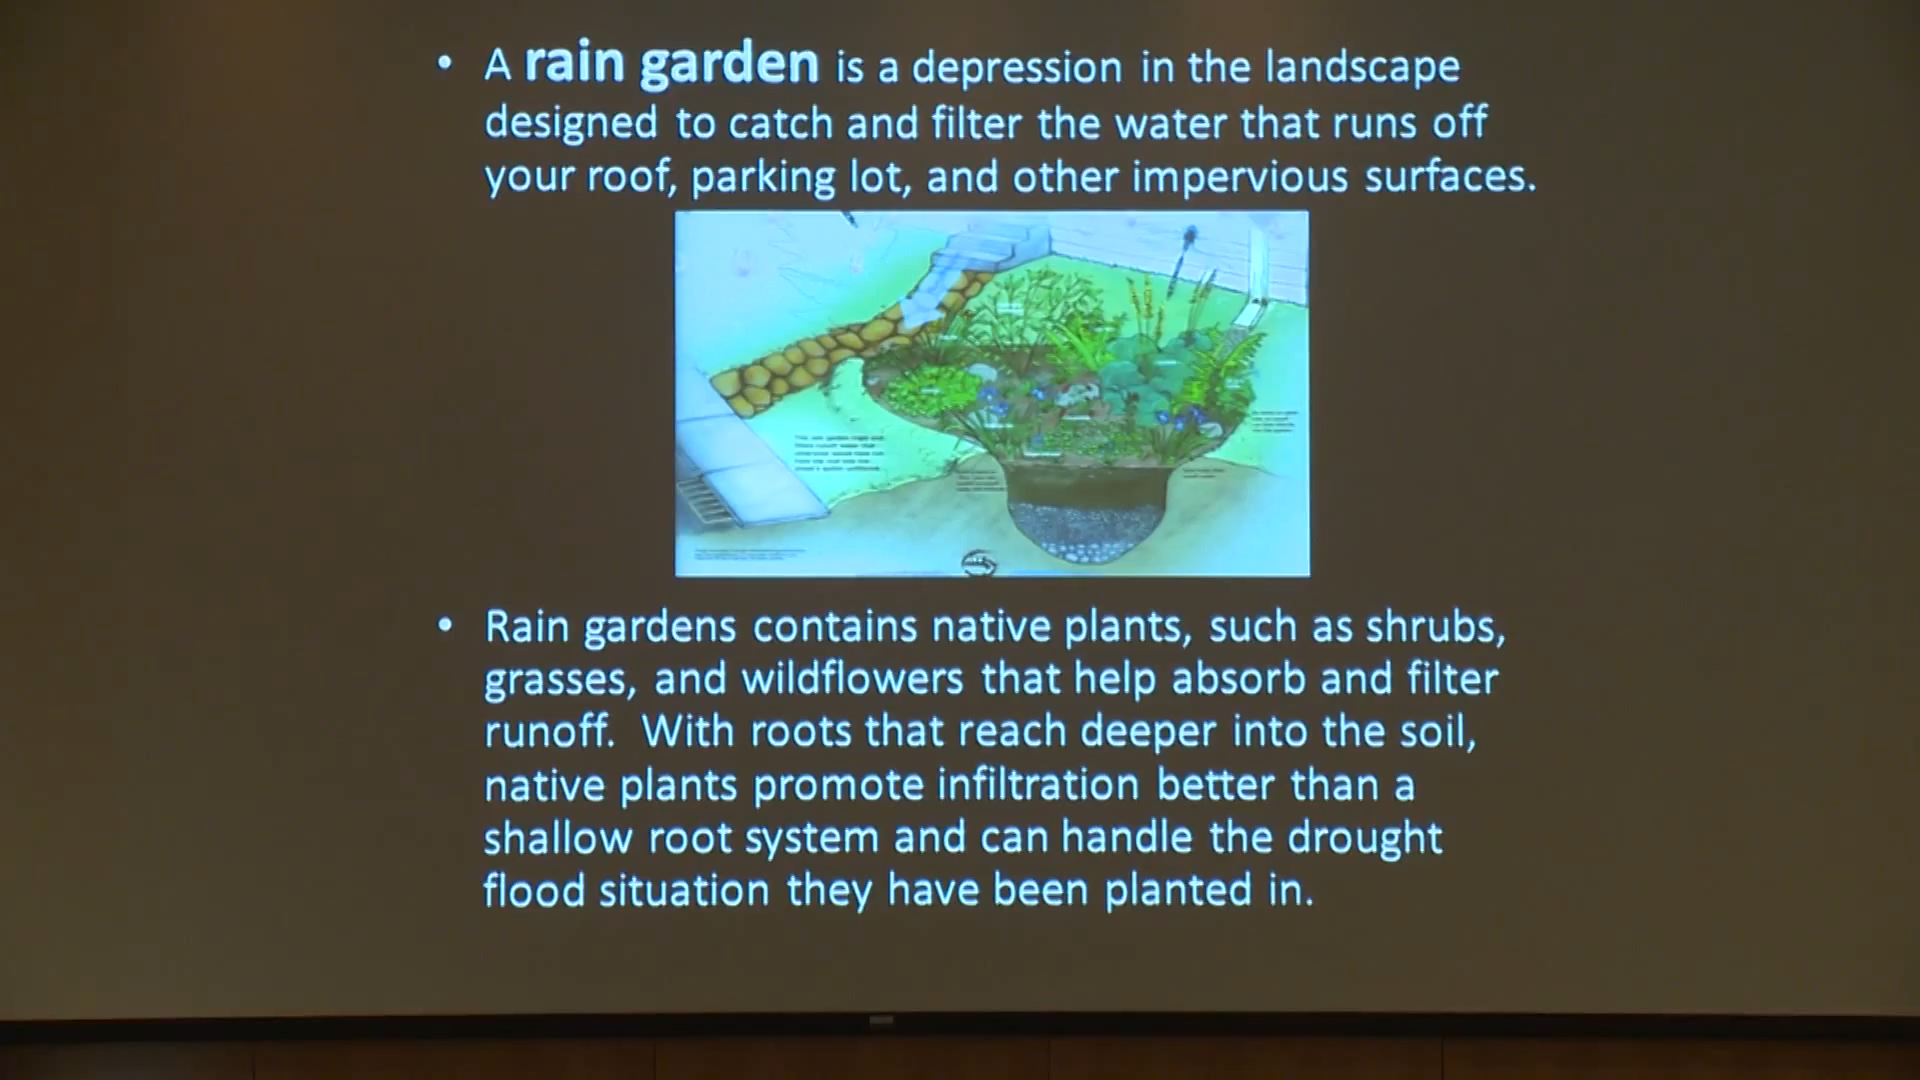 • A rain garden is a depression in the landscape
designed to catch and filter the water that runs off
your roof, parking lot, and other impervious surfaces.
• Rain gardens contains native plants, such as shrubs,
grasses, and wildflowers that help absorb and filter
runoff. With roots that reach deeper into the soil,
native plants promote infiltration better than a
shallow root system and can handle the drought
flood situation they have been planted in.